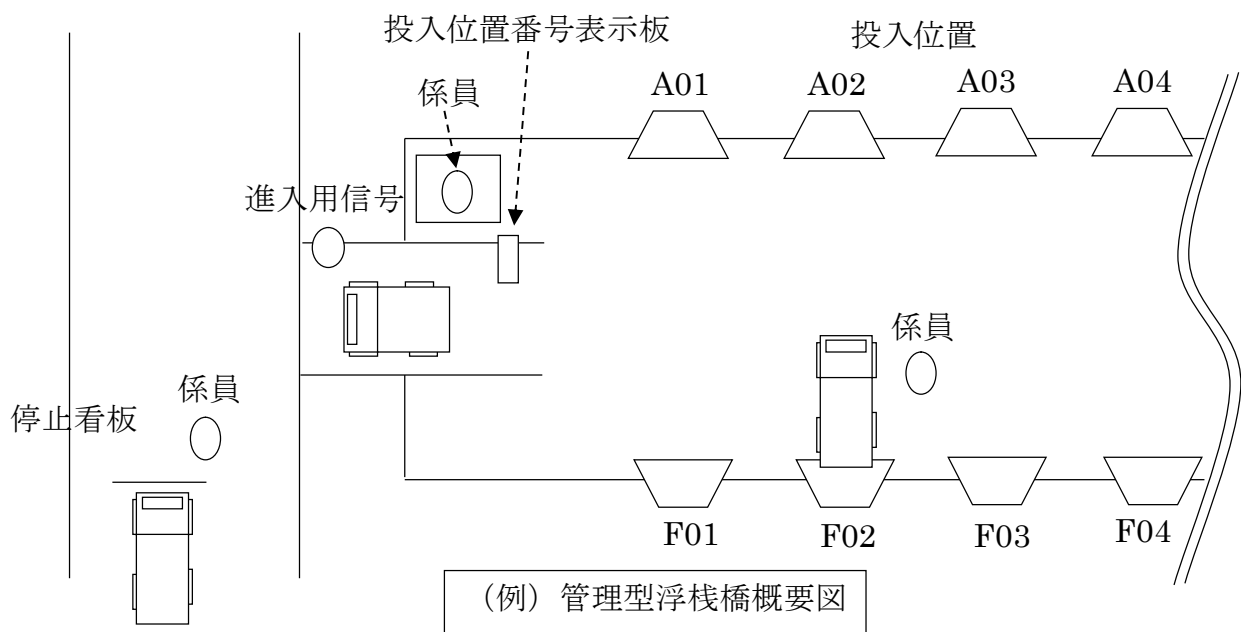 投入位置番号表示板
投入位置
係員
A01
A02
A03
A04
進入用信号
係員
係員
停止看板
F01
F02
F03
F04
（例）管理型浮栈橋概要図